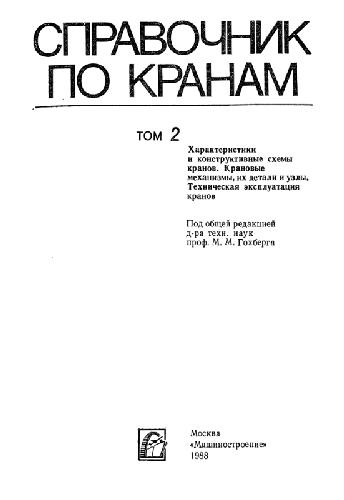 СПРАВОЧНИК
ПО КРАНАМ
ТОМ 2
Характеристики
и конструктивные схемы
кранов. Крановые
механизмы, их детали и узлы.
Техническая эксплуатация
кранов
Под общей редакцией
д-ра техн. наук
проф. М. М. Гохберга
Москва
«Машиностроение»
1988